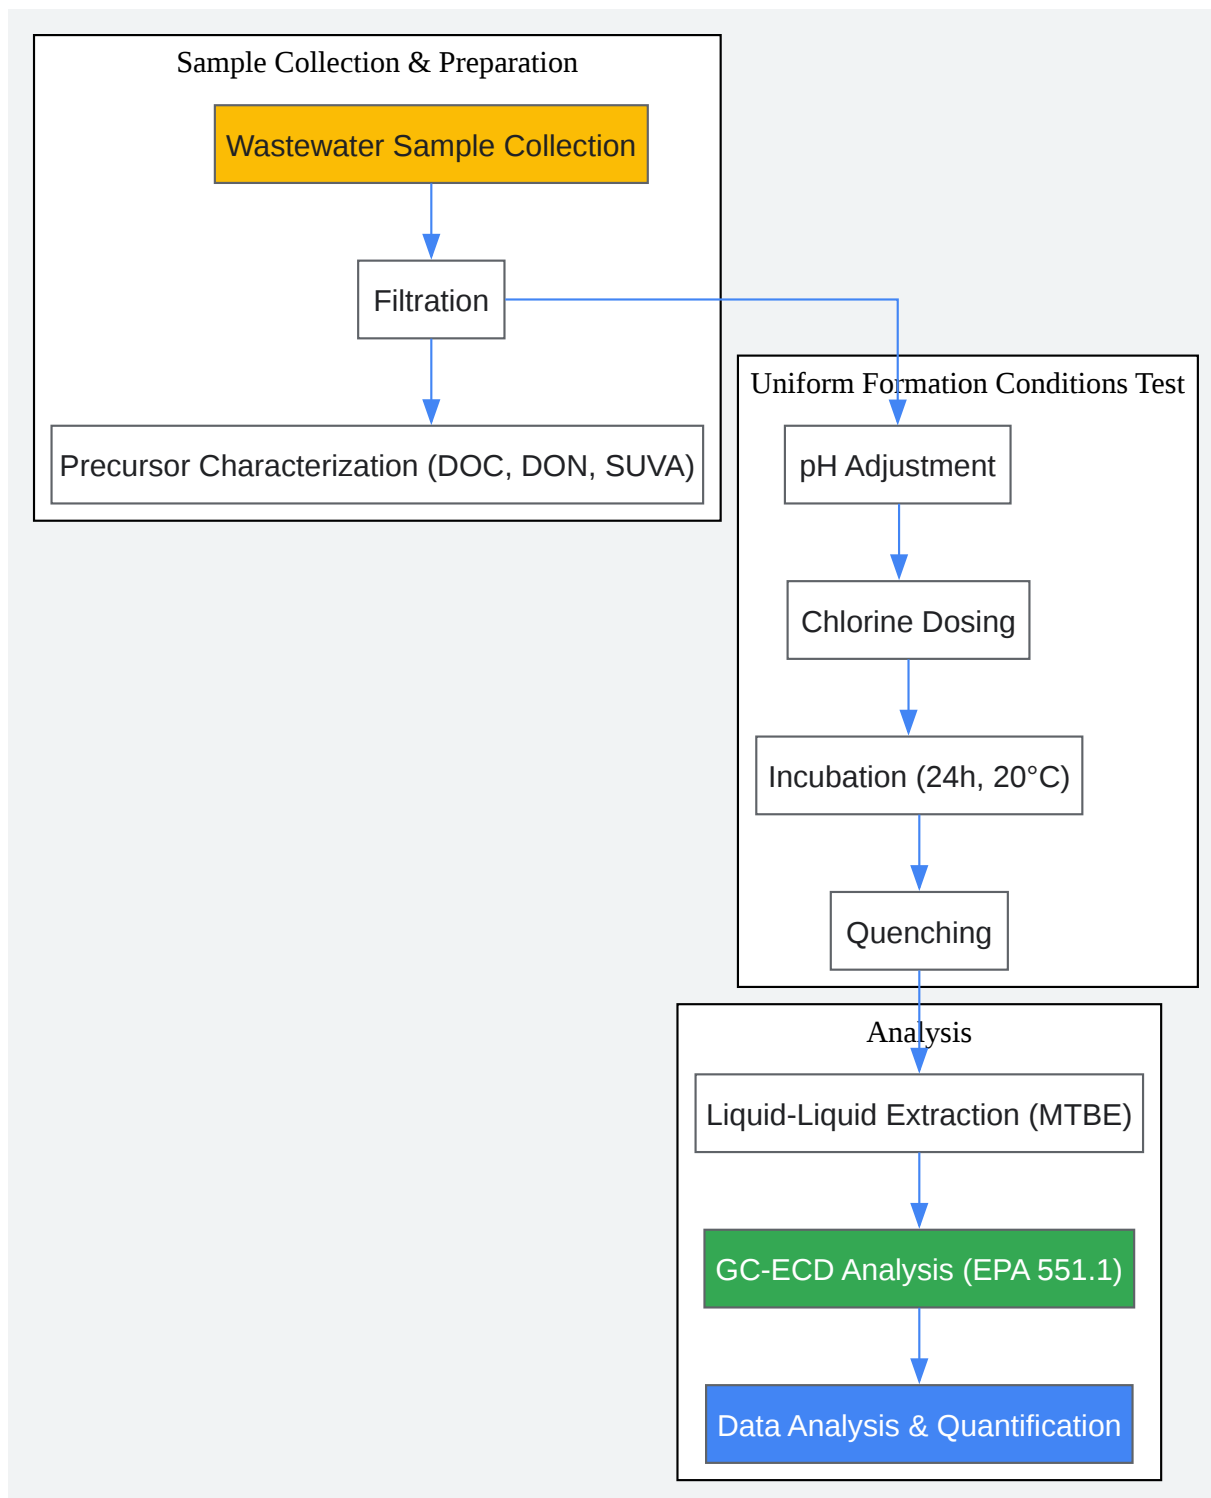 Sample Collection & Preparation
Wastewater Sample Collection
Filtration
Precursor Characterization (DOC, DON, SUVA)
Uniform Formation Conditions Test
pH Adjustment
Chlorine Dosing
Incubation (24h, 20°C)
Quenching
Analysis
Liquid-Liquid Extraction (MTBE)
GC-ECD Analysis (EPA 551.1)
Data Analysis & Quantification